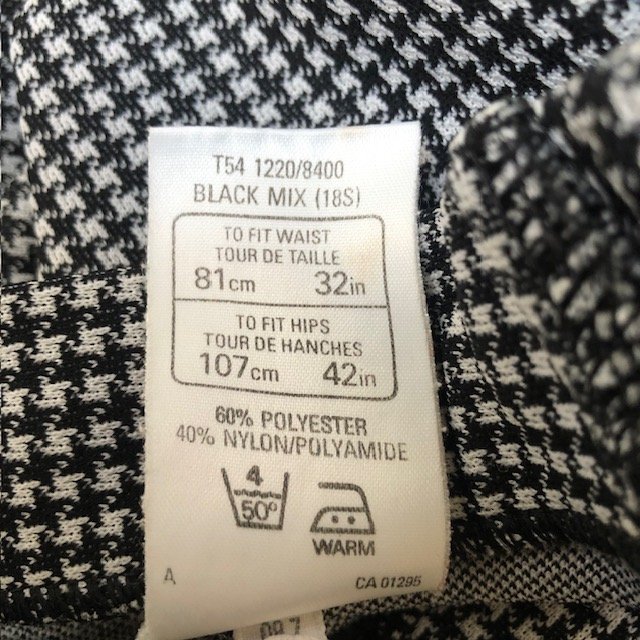 T54 1220/8400
BLACK MIX (18S)
TO FIT WAIST
TOUR DE TAILLE
81cm 32in
TO FIT HIPS
TOUR DE HANCHES
107cm 42in
60% POLYESTER
40% NYLON/POLYAMIDE
4
50°
WARM
A CA 01295